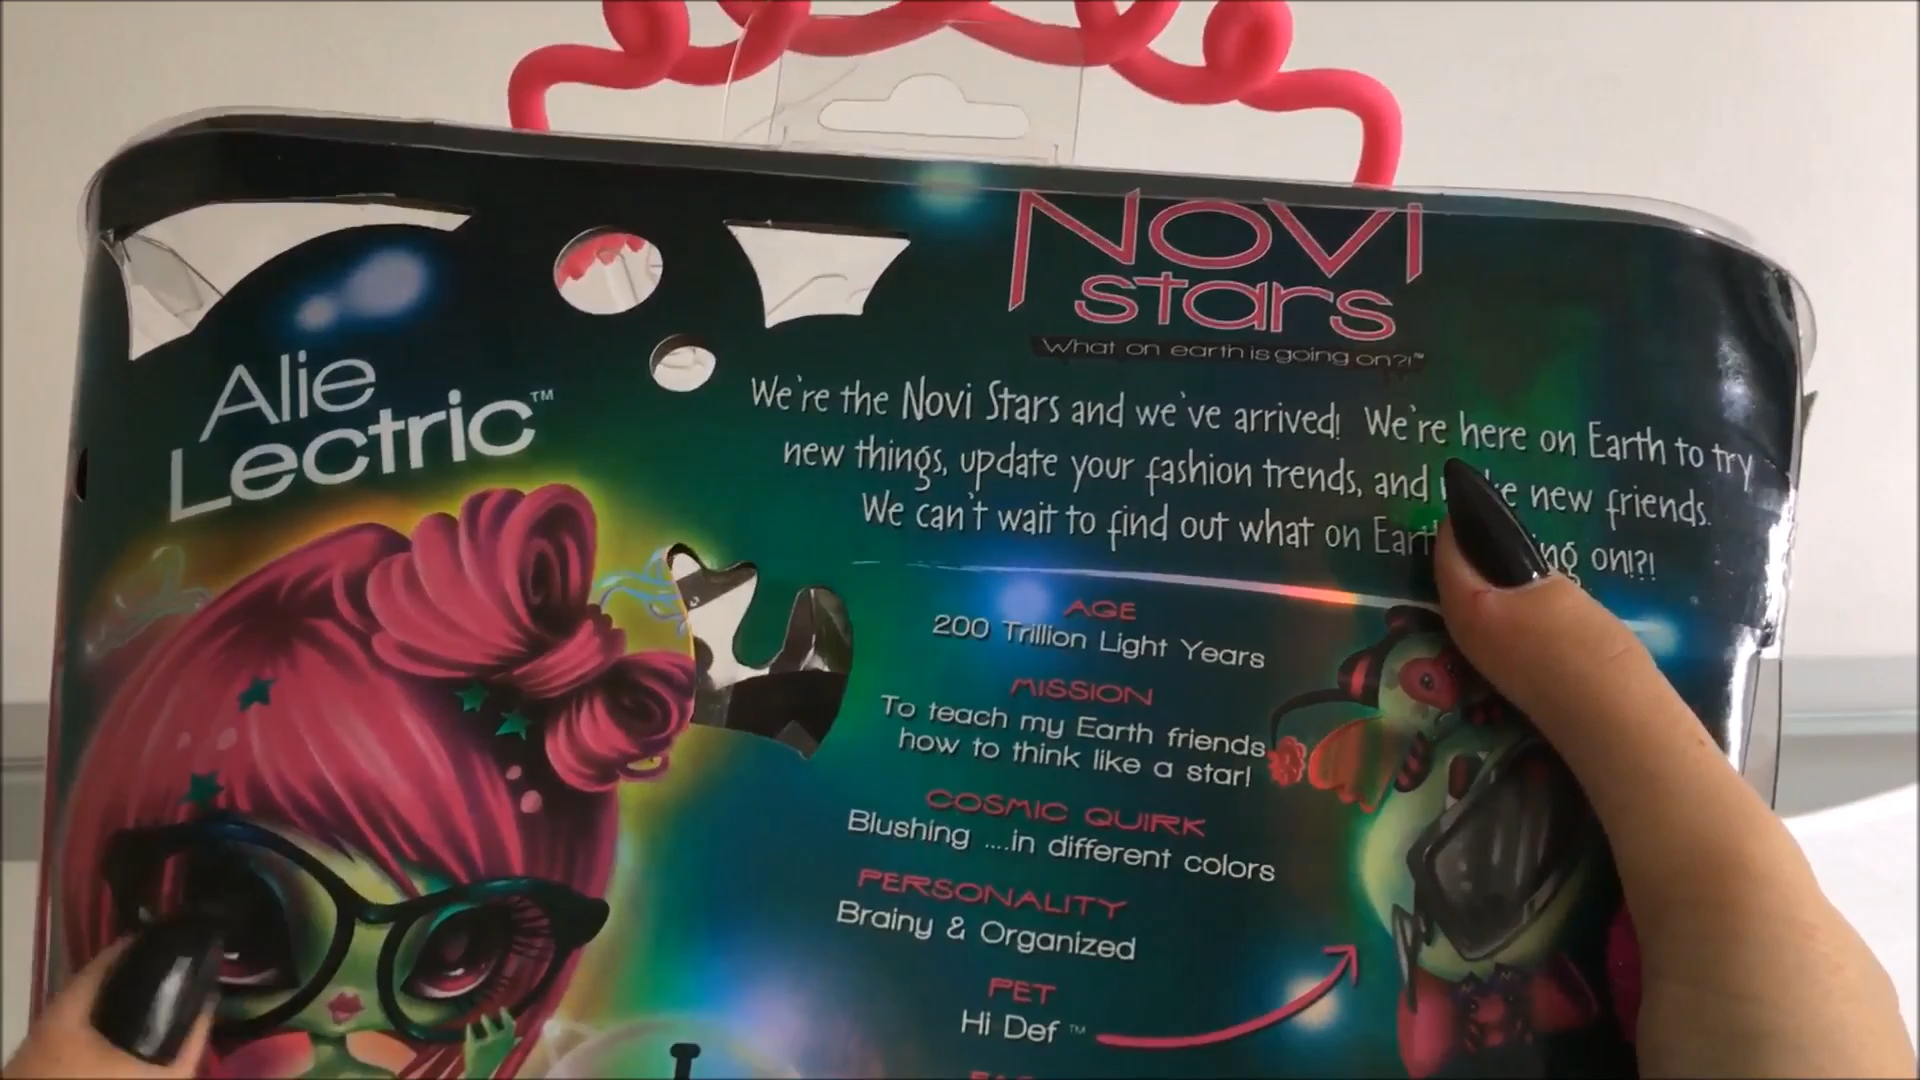 NOVI
stars
What on earth is going on?!™
Alie
Lectric™
We're the Novi Stars and we've arrived! We're here on Earth to try
new things, update your fashion trends, and new friends.
We can't wait to find out what on on!?!
AGE
200 Trillion Light Years
MISSION
To teach my Earth friends
how to think like a star!
COSMIC QUIRK
Blushing ....in different colors
PERSONALITY
Brainy & Organized
PET
Hi Def™